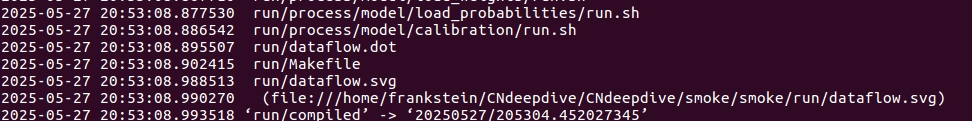 2025-05-27 20:53:08.877530  run/process/model/load_probabilities/run.sh
2025-05-27 20:53:08.886542  run/process/model/calibration/run.sh
2025-05-27 20:53:08.895507  run/dataflow.dot
2025-05-27 20:53:08.902415  run/Makefile
2025-05-27 20:53:08.988513  run/dataflow.svg
2025-05-27 20:53:08.990270   (file:///home/frankstein/CNdeepdive/CNdeepdive/smoke/smoke/run/dataflow.svg)
2025-05-27 20:53:08.993518 ‘run/compiled’ -> ‘20250527/205304.452027345’